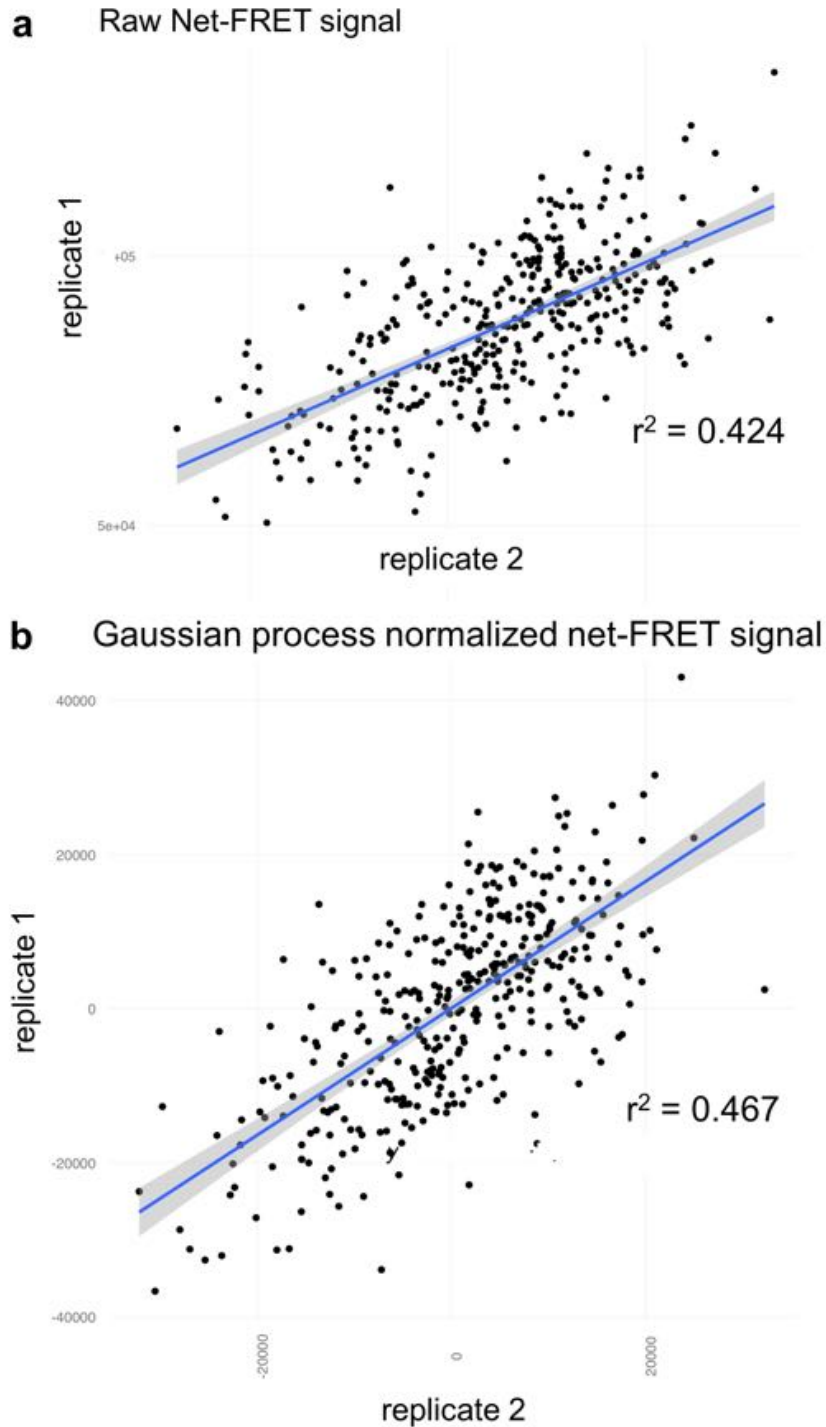 a Raw Net-FRET signal
replicate 1
+05
r² = 0.424
5e+04
replicate 2
b Gaussian process normalized net-FRET signal
40000
20000
replicate 1
0
r² = 0.467
-20000
-40000
-20000 0 20000
replicate 2